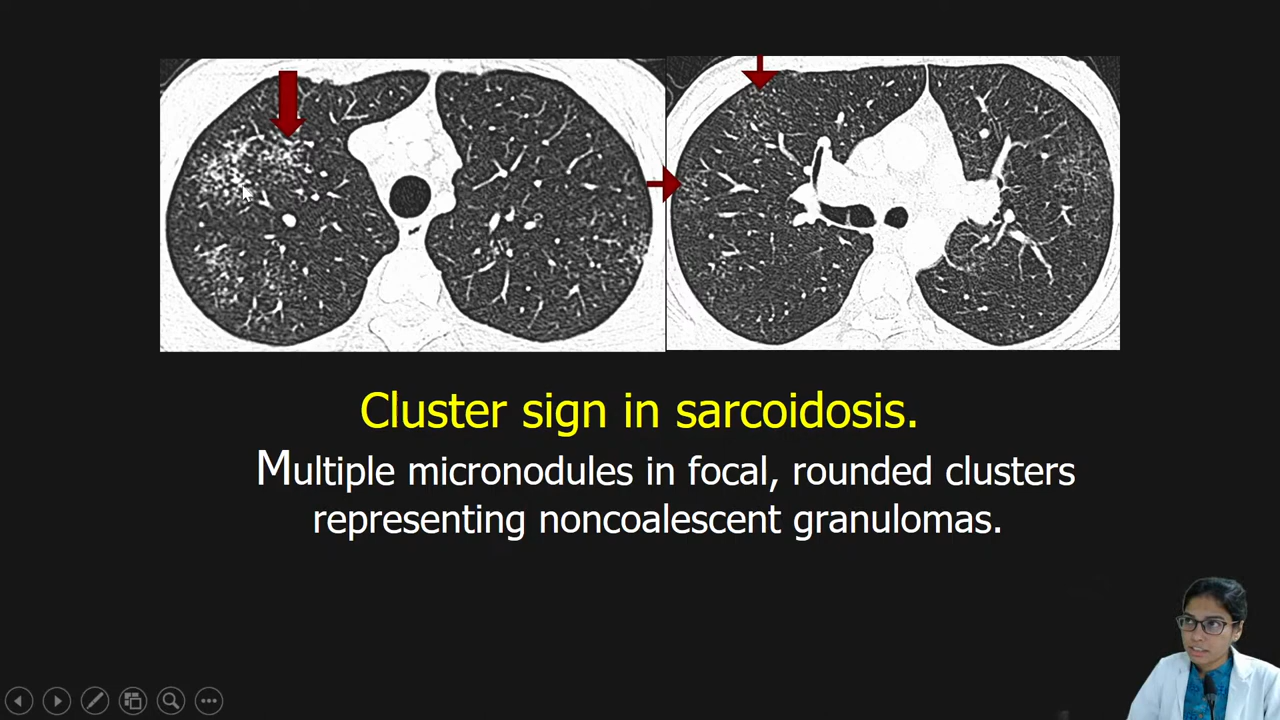 Cluster sign in sarcoidosis.
Multiple micronodules in focal, rounded clusters
representing noncoalescent granulomas.